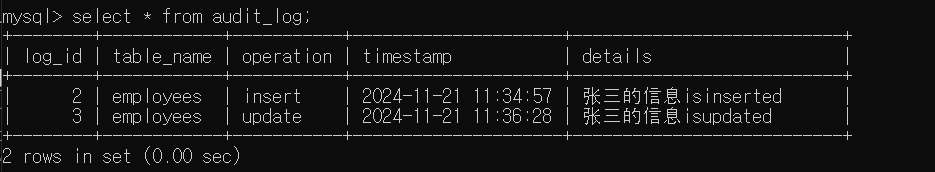 mysql> select * from audit_log;
+--------+------------+-----------+---------------------+--------------------------+
| log_id | table_name | operation | timestamp           | details                  |
+--------+------------+-----------+---------------------+--------------------------+
|      2 | employees  | insert    | 2024-11-21 11:34:57 | 张三的信息isinserted     |
|      3 | employees  | update    | 2024-11-21 11:36:28 | 张三的信息isupdated      |
+--------+------------+-----------+---------------------+--------------------------+
2 rows in set (0.00 sec)